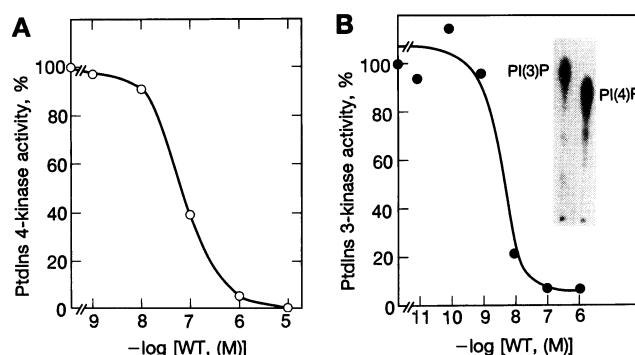 A
PtdIns 4-kinase activity, %
100
80
60
40
20
0
9 8 7 6 5
−log [WT, (M)]
B
PtdIns 3-kinase activity, %
100
80
60
40
20
0
11 10 9 8 7 6
−log [WT, (M)]
PI(3)P
PI(4)P